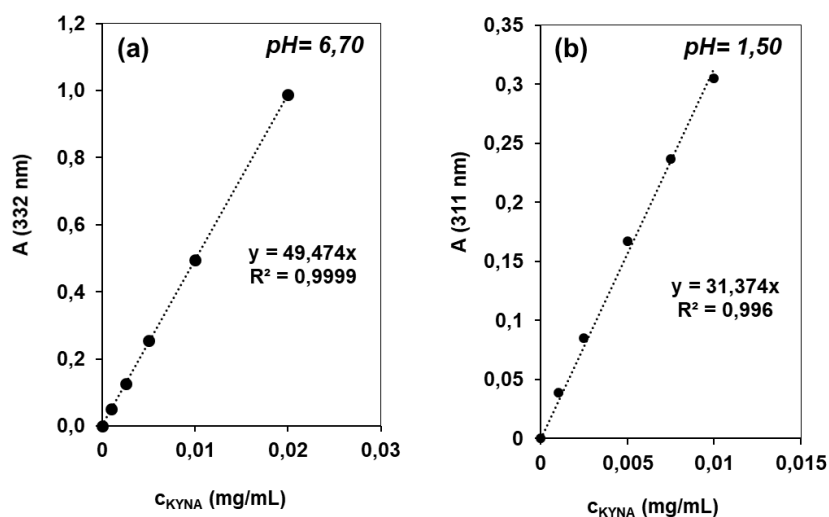 (a)
pH= 6,70
1,2
1,0
0,8
0,6
0,4
0,2
0,0
A (332 nm)
y = 49,474x
R² = 0,9999
0
0,01
0,02
0,03
cKYNA (mg/mL)
(b)
pH= 1,50
0,35
0,3
0,25
0,2
0,15
0,1
0,05
0
A (311 nm)
y = 31,374x
R² = 0,996
0
0,005
0,01
0,015
cKYNA (mg/mL)